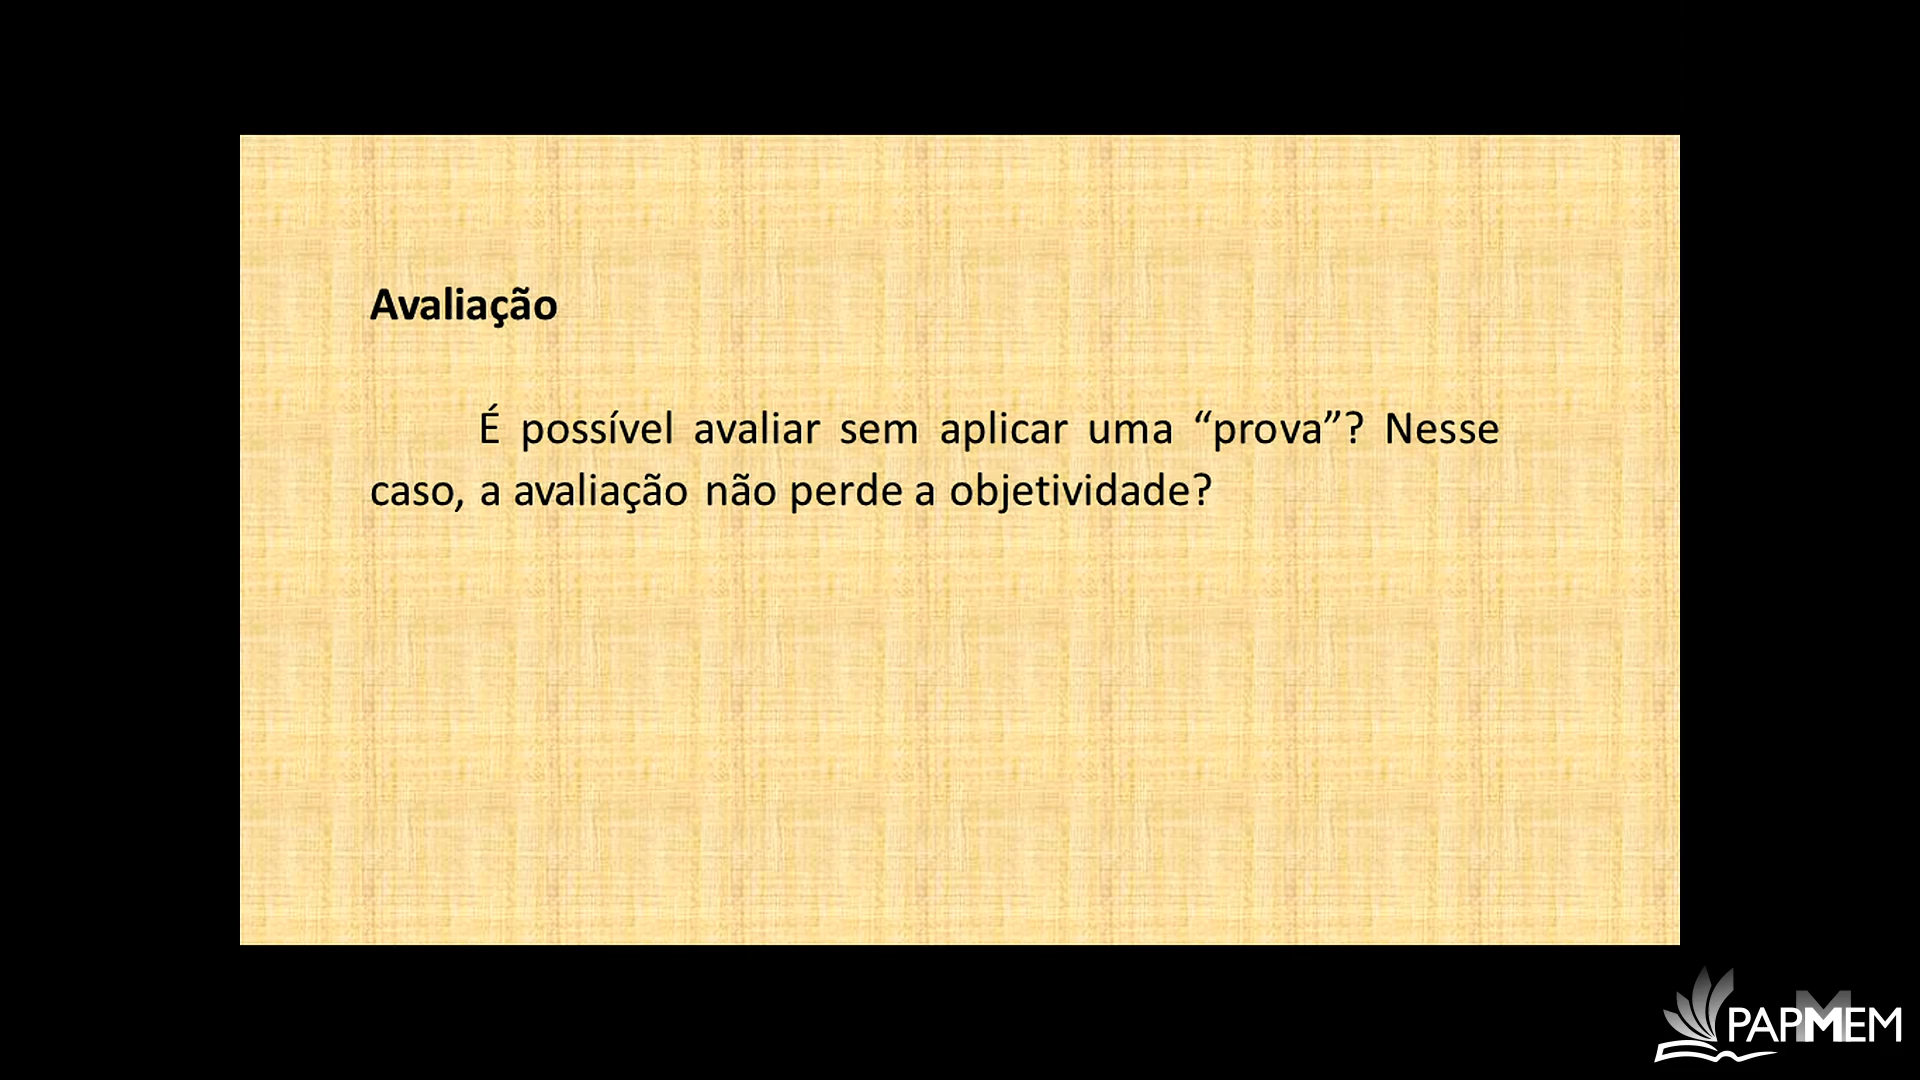 Avaliação
É possível avaliar sem aplicar uma “prova”? Nesse
caso, a avaliação não perde a objetividade?
PAPMEM